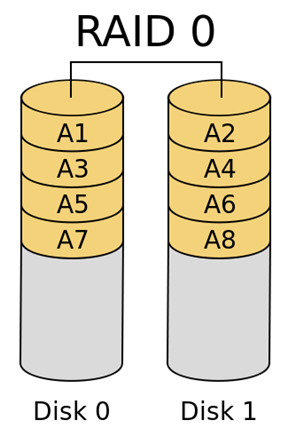 RAID 0
A1 A2
A3 A4
A5 A6
A7 A8
Disk 0 Disk 1